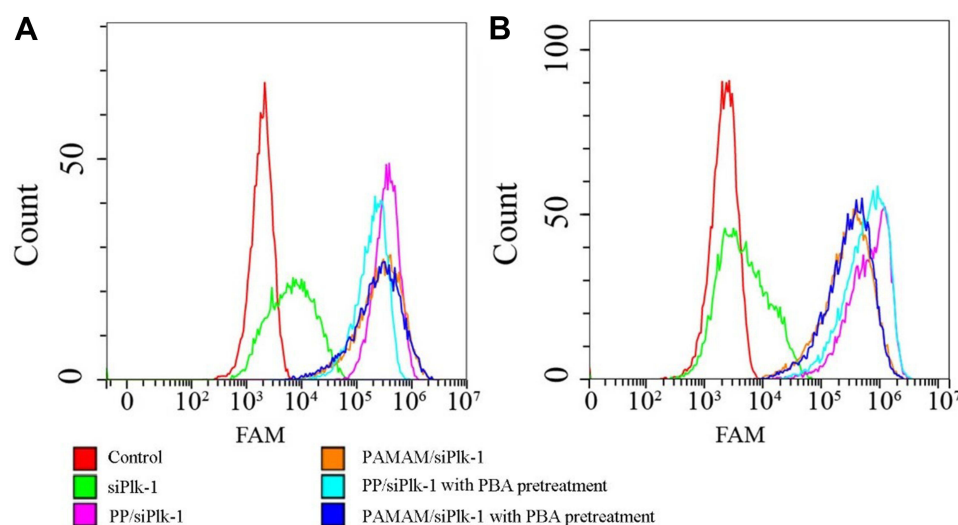 A
B
Count
50
0
0
10²
10³
10⁴
10⁵
10⁶
10⁷
FAM
Count
100
50
0
0
10²
10³
10⁴
10⁵
10⁶
10⁷
FAM
Control
siPlk-1
PP/siPlk-1
PAMAM/siPlk-1
PP/siPlk-1 with PBA pretreatment
PAMAM/siPlk-1 with PBA pretreatment